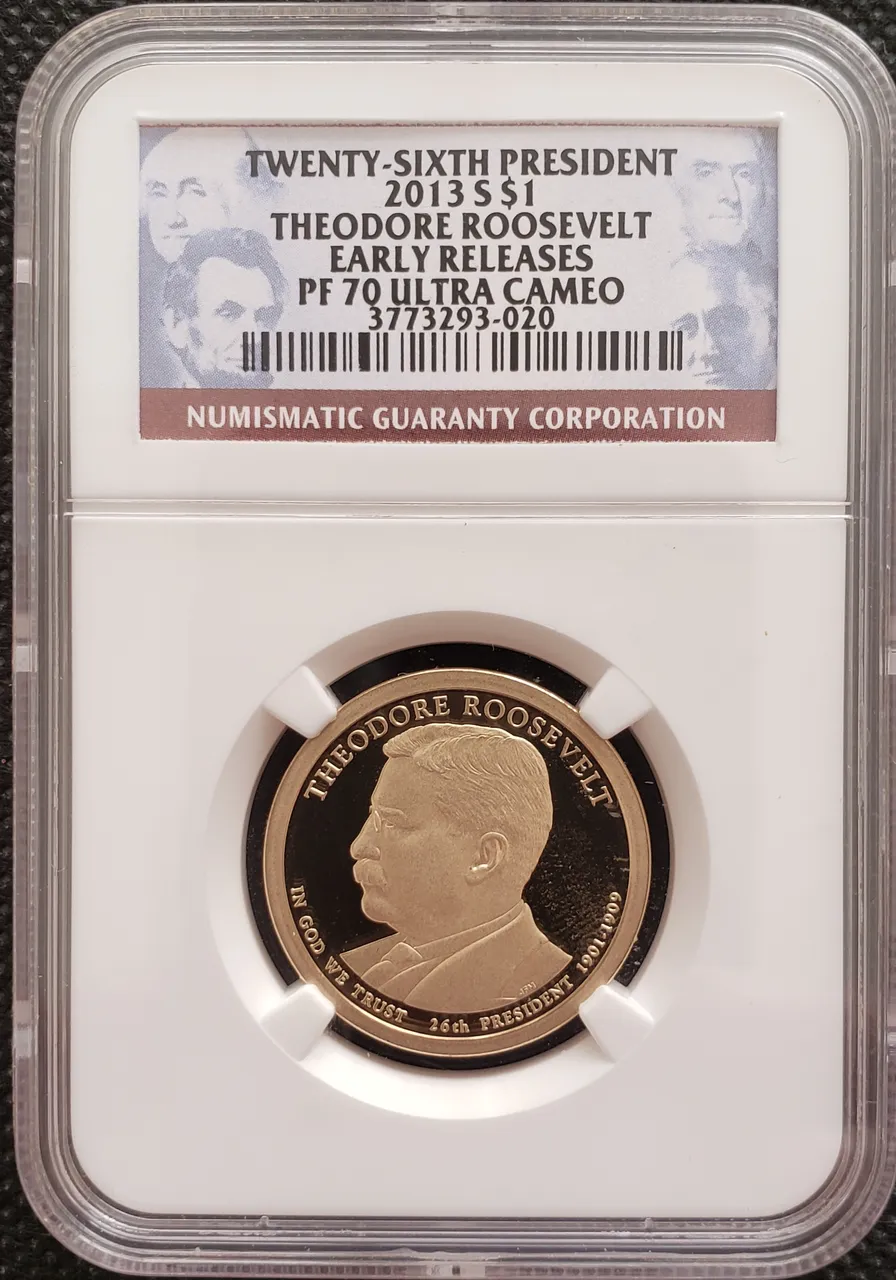 TWENTY-SIXTH PRESIDENT
2013 S $1
THEODORE ROOSEVELT
EARLY RELEASES
PF 70 ULTRA CAMEO
3773293-020
NUMISMATIC GUARANTY CORPORATION
THEODORE ROOSEVELT
IN GOD WE TRUST 26th PRESIDENT 1901-1909
JFM